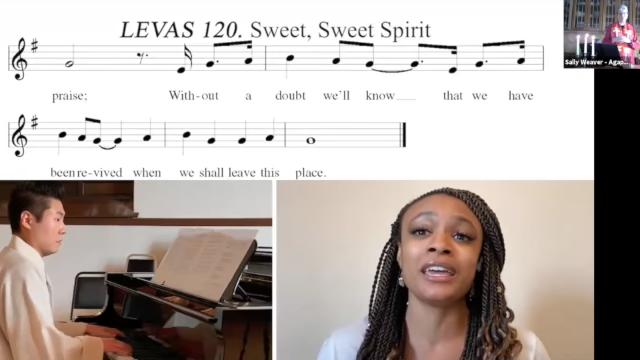 LEVAS 120. Sweet, Sweet Spirit
praise; With-out a doubt we'll know____ that we have
been re-vived when we shall leave this place.
Sally Weaver - Agap...